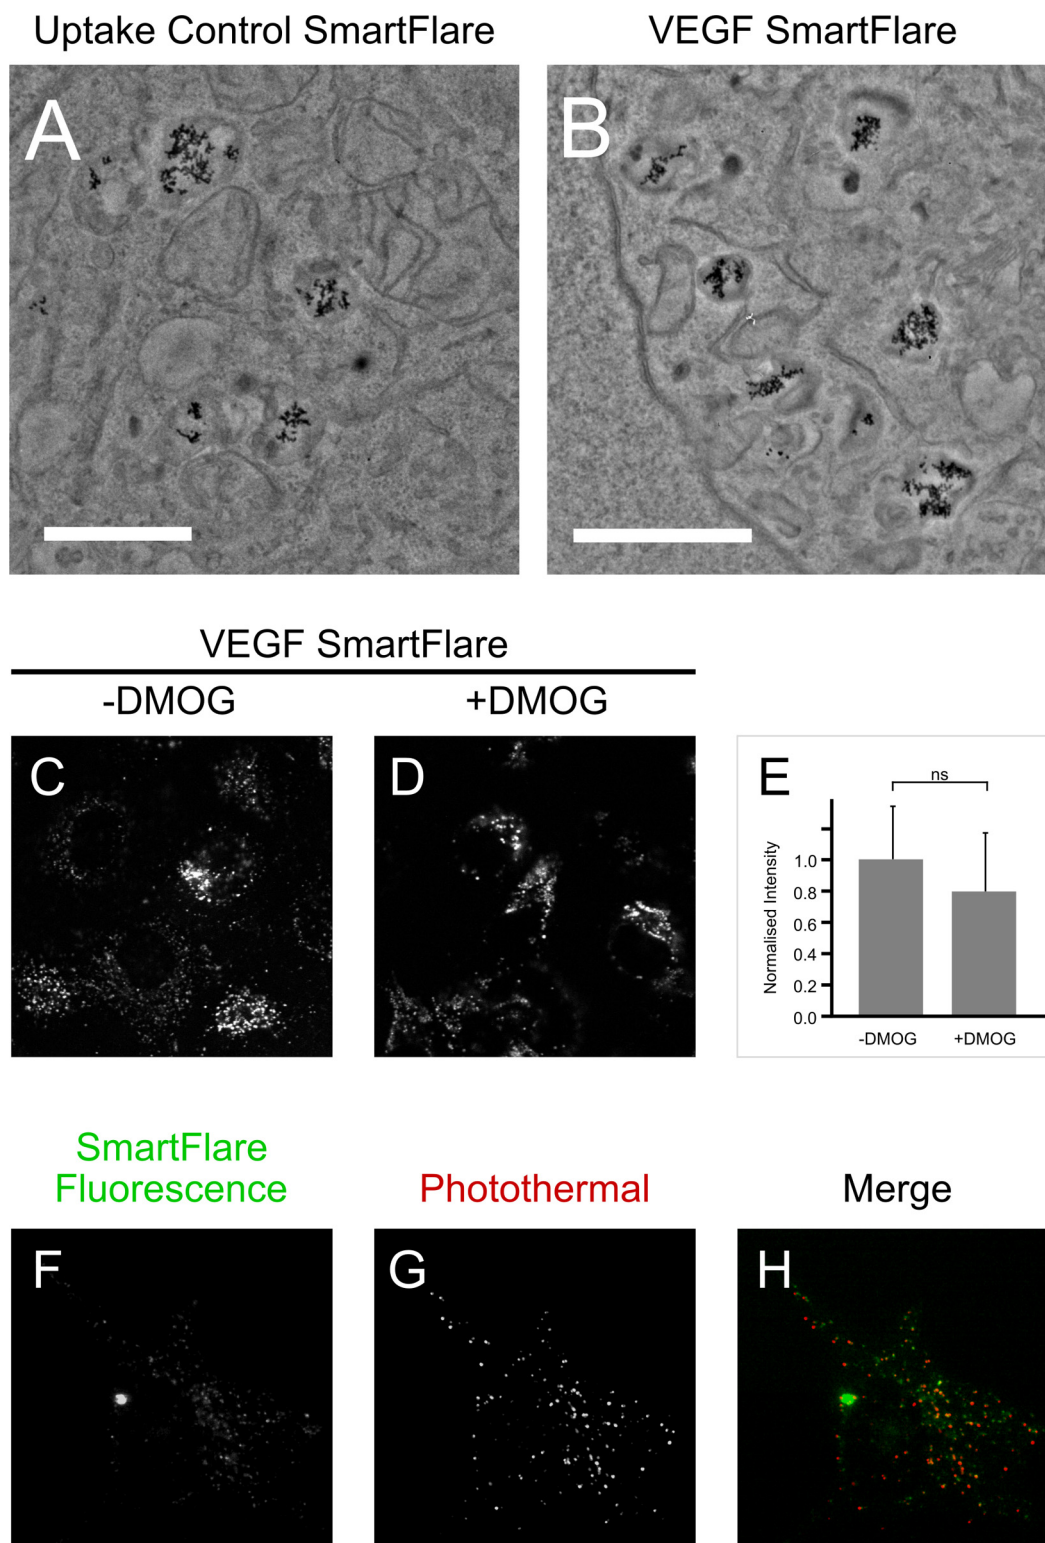 Uptake Control SmartFlare
VEGF SmartFlare
A
B
VEGF SmartFlare
-DMOG
+DMOG
C
D
E
ns
Normalised Intensity
1.0
0.8
0.6
0.4
0.2
0.0
-DMOG
+DMOG
SmartFlare
Fluorescence
Photothermal
Merge
F
G
H